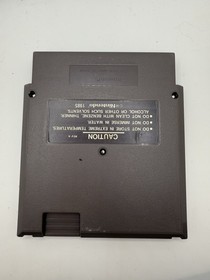 CAUTION
● DO NOT STORE IN EXTREME TEMPERATURES.
● DO NOT IMMERSE IN WATER.
● DO NOT CLEAN WITH BENZENE, THINNER,
ALCOHOL OR OTHER SUCH SOLVENTS.
Nintendo 1985